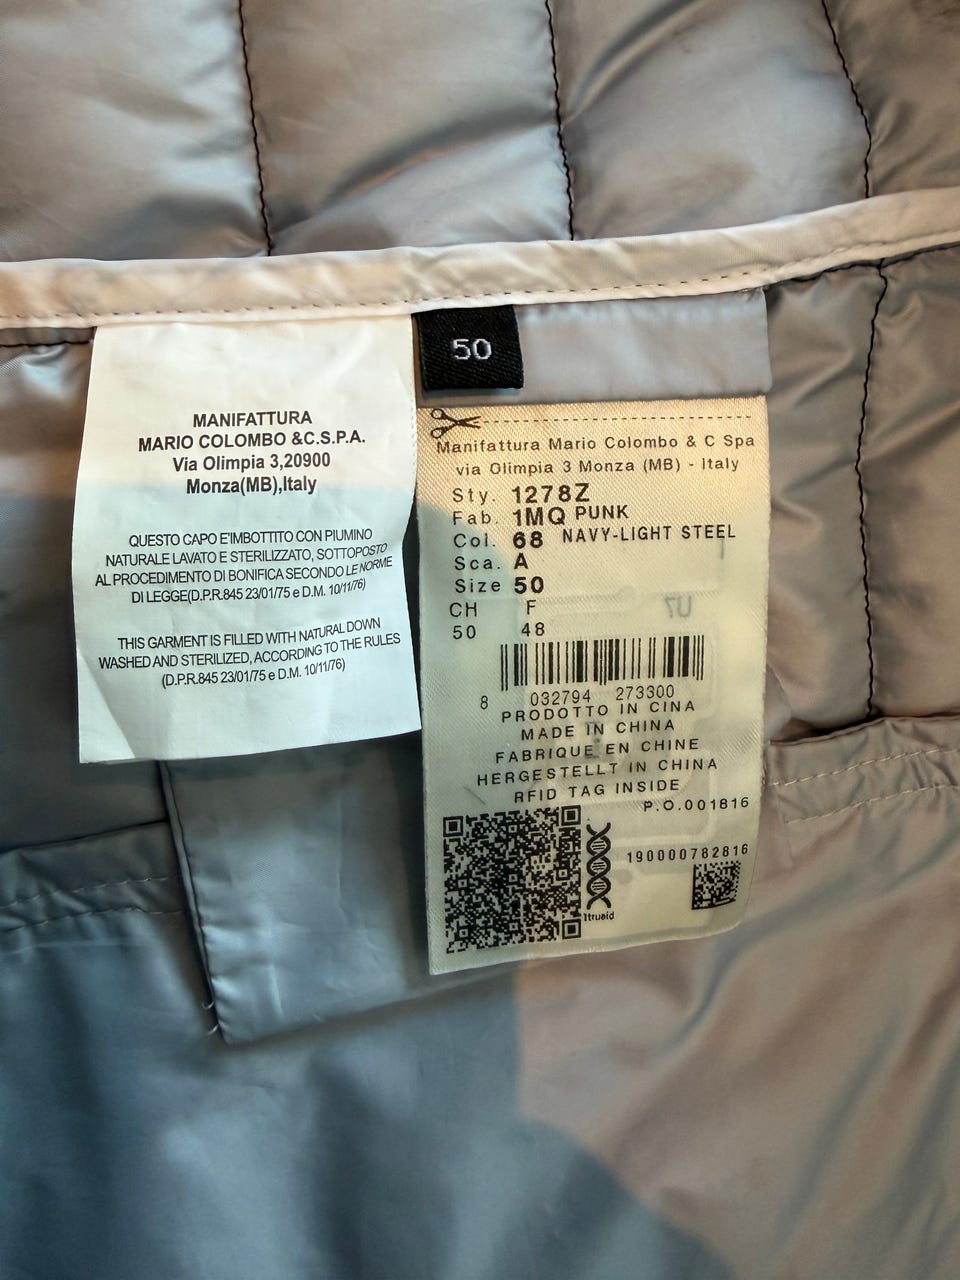 50
MANIFATTURA
MARIO COLOMBO &C.S.P.A.
Via Olimpia 3,20900
Monza(MB),Italy
QUESTO CAPO E'IMBOTTITO CON PIUMINO
NATURALE LAVATO E STERILIZZATO, SOTTOPOSTO
AL PROCEDIMENTO DI BONIFICA SECONDO LE NORME
DI LEGGE(D.P.R.845 23/01/75 e D.M. 10/11/76)
THIS GARMENT IS FILLED WITH NATURAL DOWN
WASHED AND STERILIZED, ACCORDING TO THE RULES
(D.P.R.845 23/01/75 e D.M. 10/11/76)
Manifattura Mario Colombo & C Spa
via Olimpia 3 Monza (MB) - Italy
Sty. 1278Z
Fab. 1MQ PUNK
Col. 68 NAVY-LIGHT STEEL
Sca. A
Size 50
CH F
50 48
8 032794 273300
PRODOTTO IN CINA
MADE IN CHINA
FABRIQUE EN CHINE
HERGESTELLT IN CHINA
RFID TAG INSIDE
P.O.001816
190000782816
1trueid